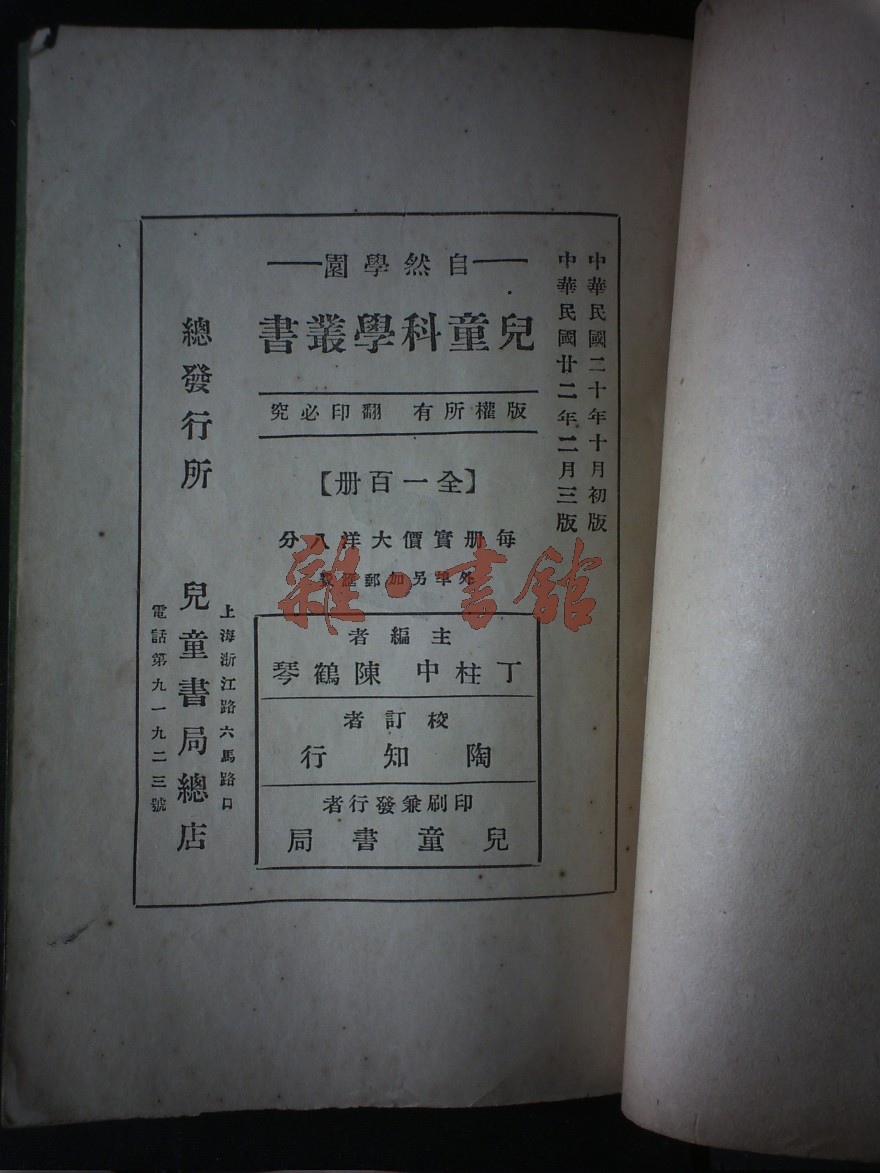 中華民國二十年十月初版
中華民國廿二年二月三版
自然學園
兒童科學叢書
版權所有 翻印必究
【全一百册】
每册實價大洋八分
外埠另加郵匯費
主編者
丁柱中 陳鶴琴
校訂者
陶知行
印刷兼發行者
兒童書局
總發行所
上海浙江路六馬路口
兒童書局總店
電話第九一九二三號
雜·書館